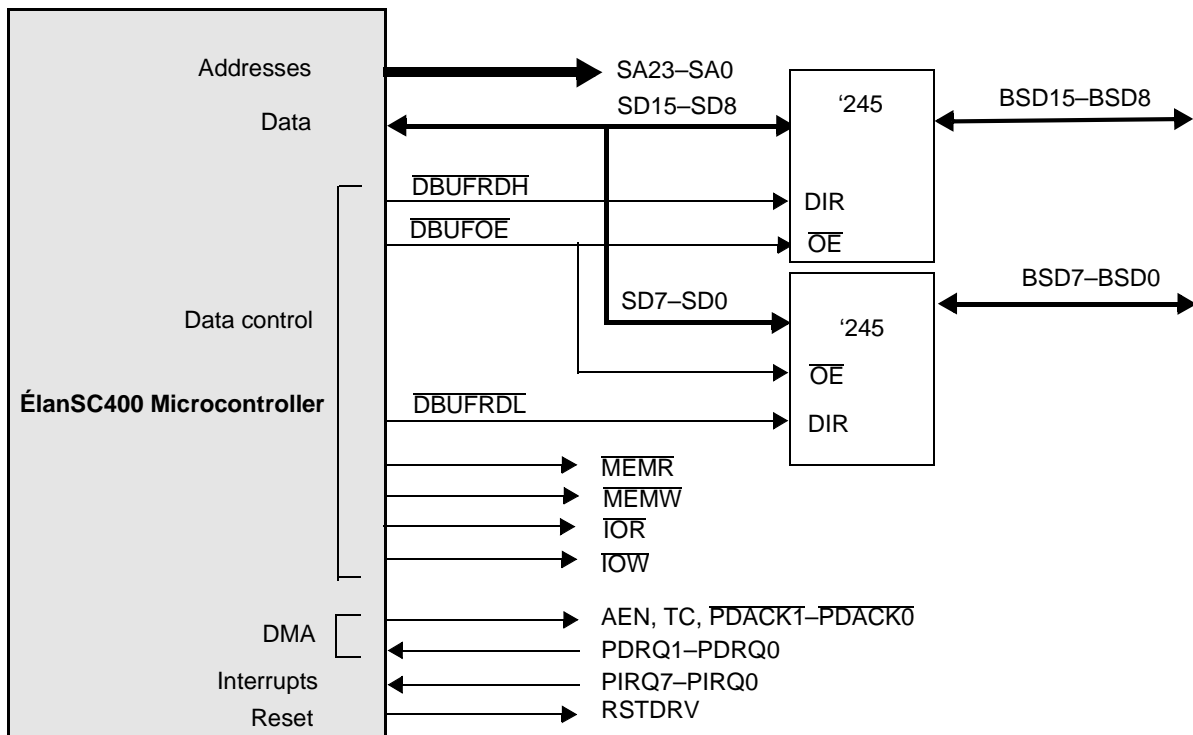 Addresses
SA23–SA0
SD15–SD8
Data
‘245
BSD15–BSD8
DBUFRDH
DIR
DBUFOE
OE
SD7–SD0
BSD7–BSD0
‘245
Data control
OE
ÉlanSC400 Microcontroller
DBUFRDL
DIR
MEMR
MEMW
IOR
IOW
DMA
AEN, TC, PDACK1–PDACK0
PDRQ1–PDRQ0
Interrupts
PIRQ7–PIRQ0
Reset
RSTDRV